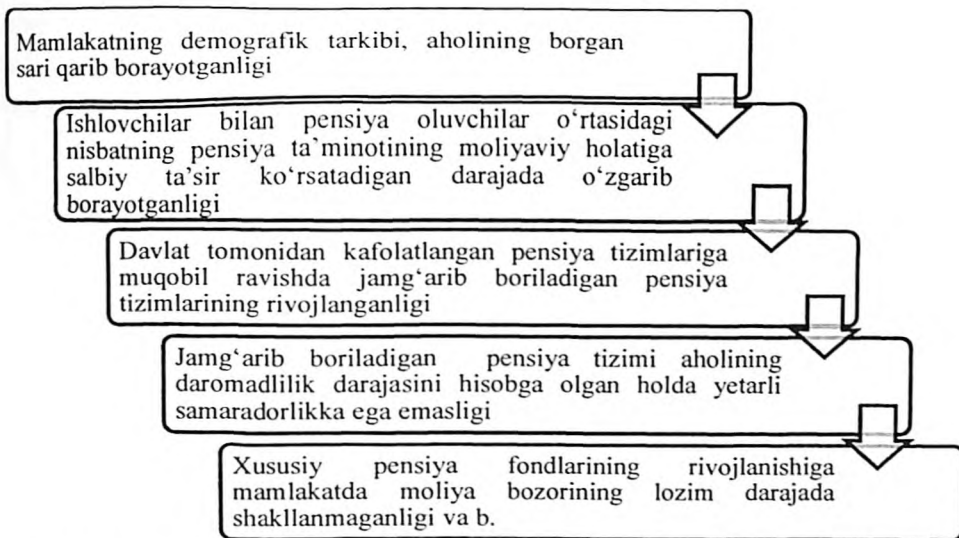 Mamlakatning demografik tarkibi, aholining borgan
sari qarib borayotganligi
Ishlovchilar bilan pensiya oluvchilar o‘rtasidagi
nisbatning pensiya ta`minotining moliyaviy holatiga
salbiy ta’sir ko‘rsatadigan darajada o‘zgarib
borayotganligi
Davlat tomonidan kafolatlangan pensiya tizimlariga
muqobil ravishda jamg‘arib boriladigan pensiya
tizimlarining rivojlanganligi
Jamg‘arib boriladigan pensiya tizimi aholining
daromadlilik darajasini hisobga olgan holda yetarli
samaradorlikka ega emasligi
Xususiy pensiya fondlarining rivojlanishiga
mamlakatda moliya bozorining lozim darajada
shakllanmaganligi va b.